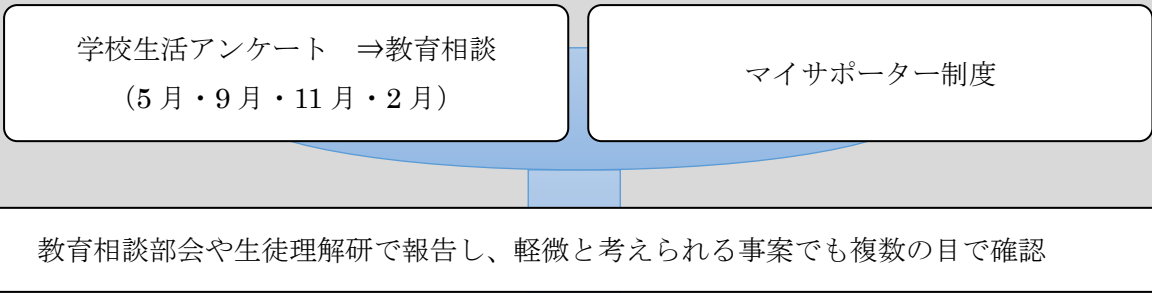 学校生活アンケート　⇒教育相談
（5 月・9 月・11 月・2 月）
マイサポーター制度
教育相談部会や生徒理解研で報告し、軽微と考えられる事案でも複数の目で確認